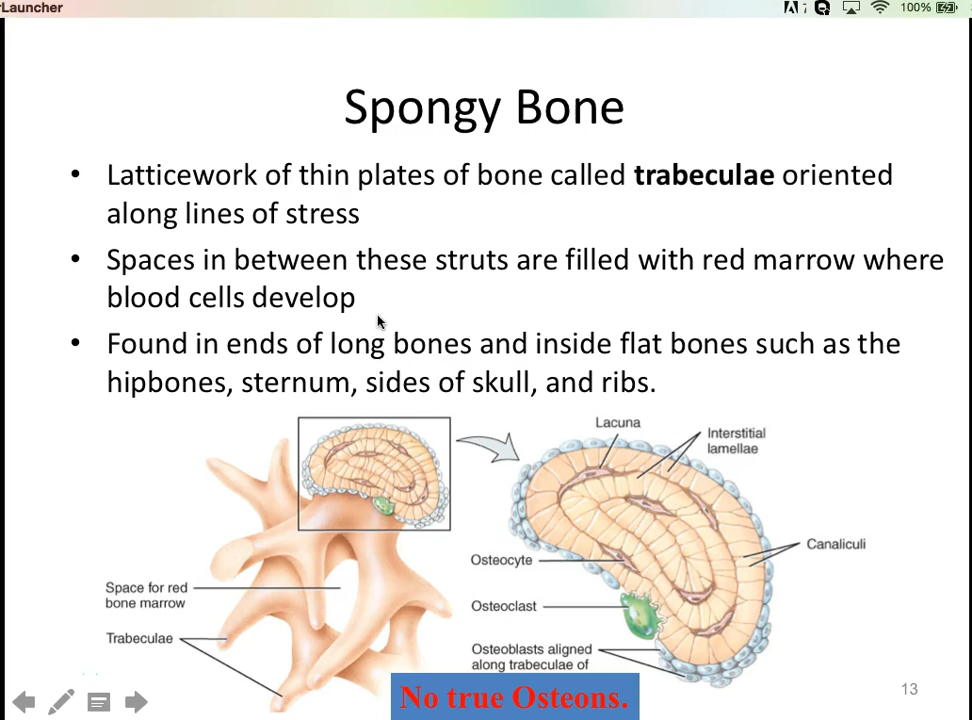 Launcher
7
100%
Spongy Bone
• Latticework of thin plates of bone called trabeculae oriented
along lines of stress
• Spaces in between these struts are filled with red marrow where
blood cells develop
• Found in ends of long bones and inside flat bones such as the
hipbones, sternum, sides of skull, and ribs.
Lacuna
Interstitial
lamellae
Canaliculi
Osteocyte
Space for red
bone marrow
Osteoclast
Trabeculae
Osteoblasts aligned
along trabeculae of
No true Osteons.
13